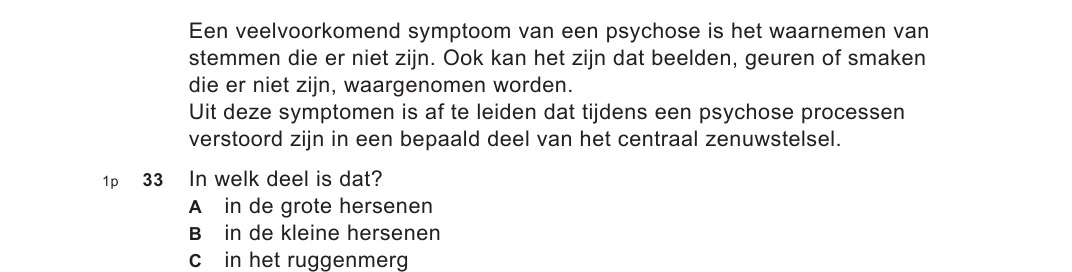 Een veelvoorkomend symptoom van een psychose is het waarnemen van
stemmen die er niet zijn. Ook kan het zijn dat beelden, geuren of smaken
die er niet zijn, waargenomen worden.
Uit deze symptomen is af te leiden dat tijdens een psychose processen
verstoord zijn in een bepaald deel van het centraal zenuwstelsel.
1p 33 In welk deel is dat?
A in de grote hersenen
B in de kleine hersenen
C in het ruggenmerg